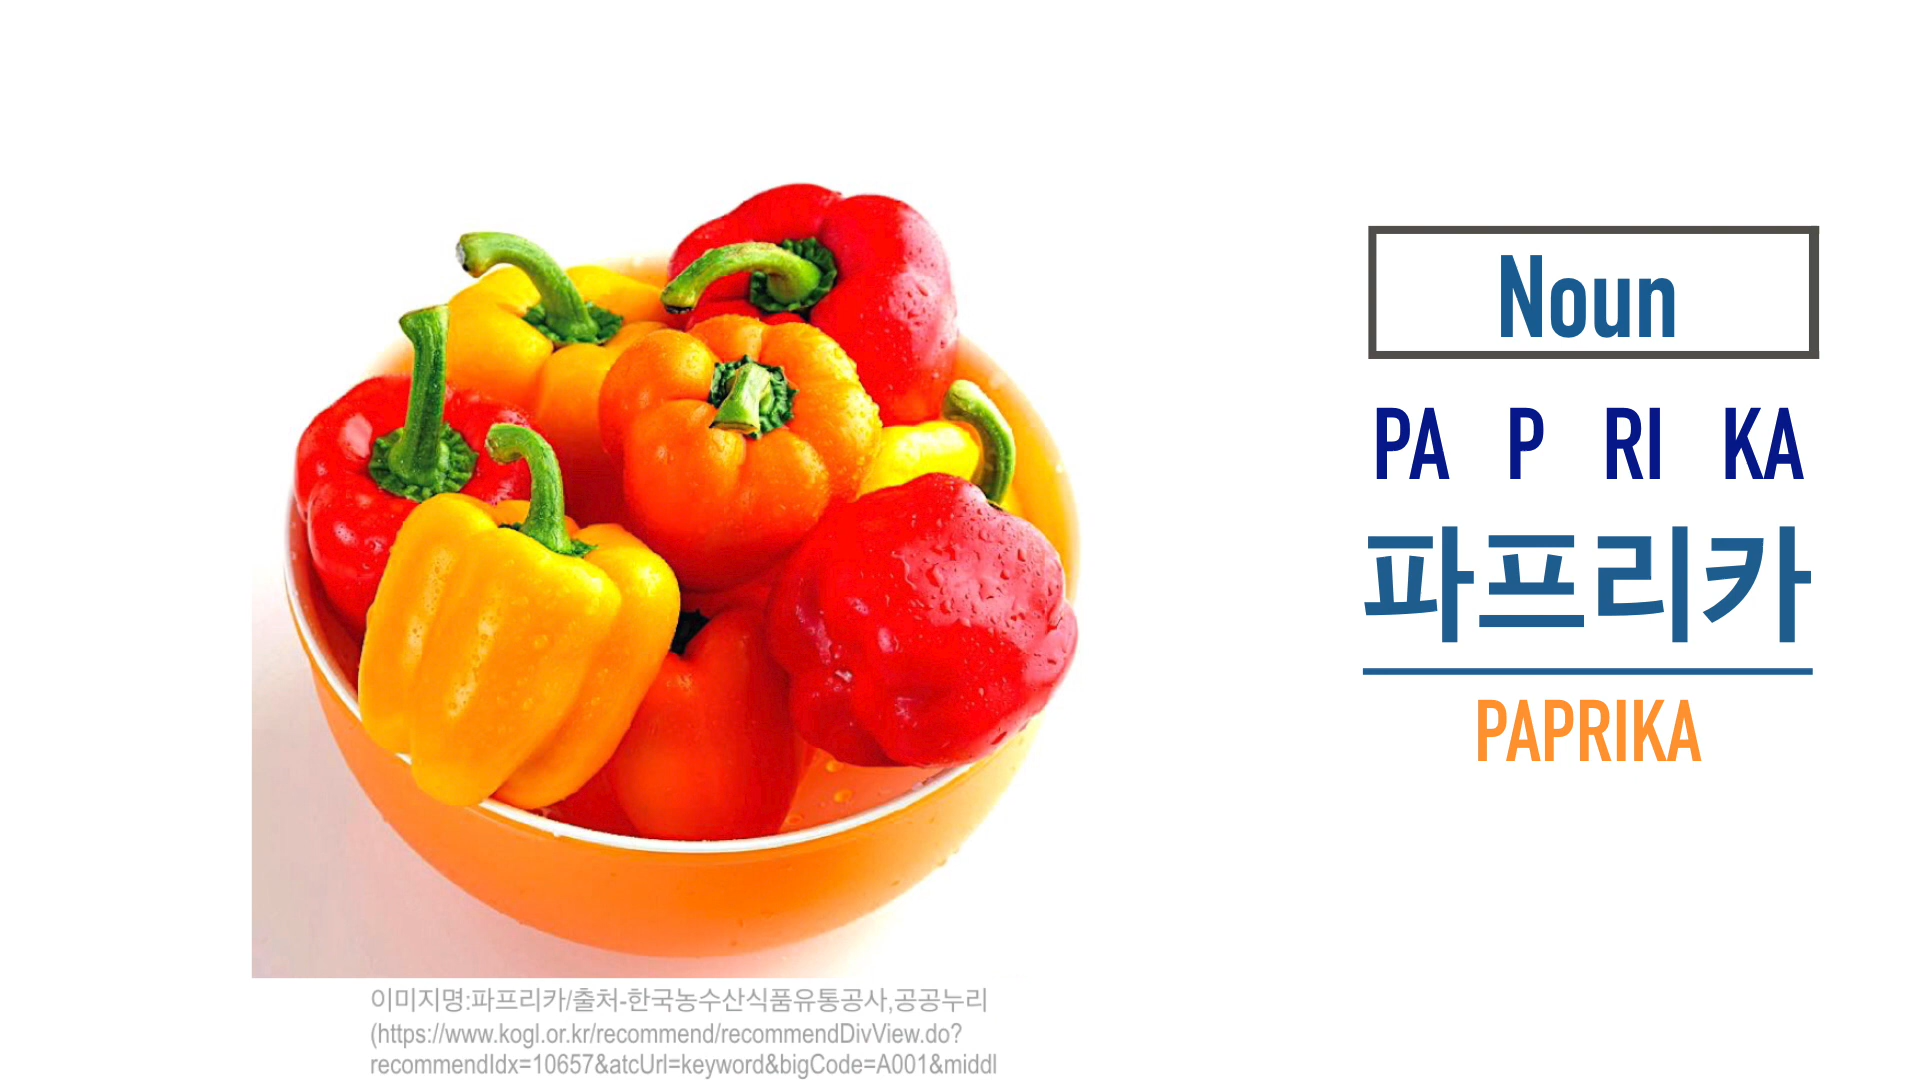 Noun
PA P RI KA
파프리카
PAPRIKA
이미지명:파프리카/출처-한국농수산식품유통공사,공공누리
(https://www.kogl.or.kr/recommend/recommendDivView.do?
recommendIdx=10657&atcUrl=keyword&bigCode=A001&middl